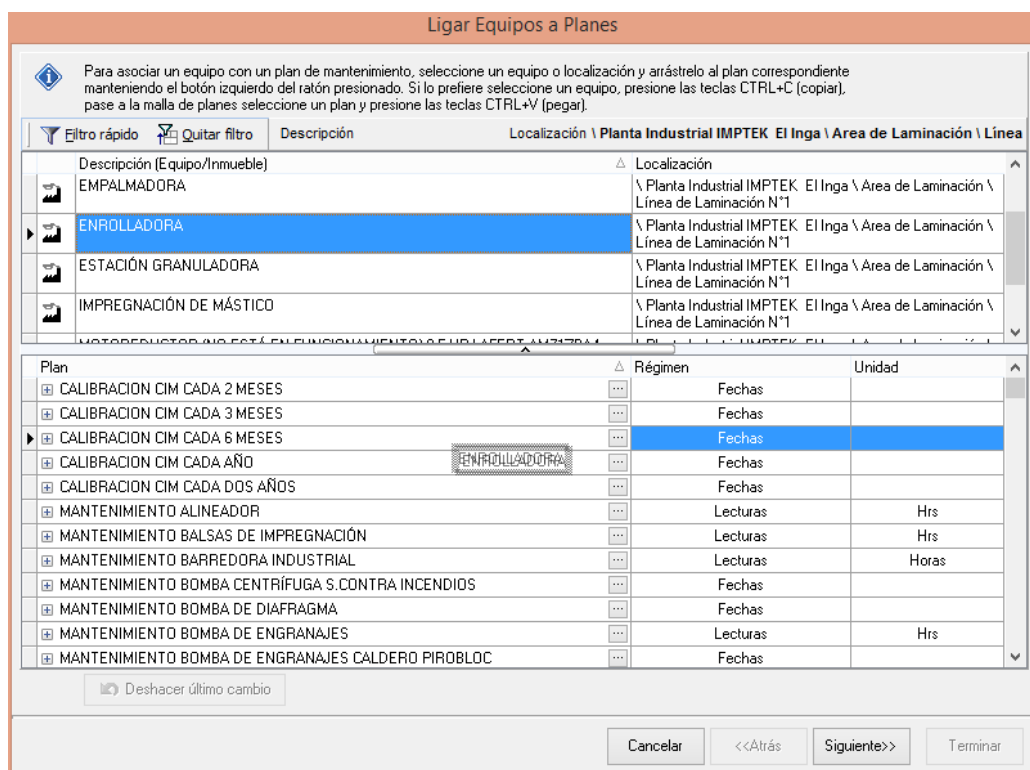 Ligar Equipos a Planes
Para asociar un equipo con un plan de mantenimiento, seleccione un equipo o localización y arrástrelo al plan correspondiente
manteniendo el botón izquierdo del ratón presionado. Si lo prefiere seleccione un equipo, presione las teclas CTRL+C (copiar),
pase a la malla de planes seleccione un plan y presione las teclas CTRL+V (pegar).
Filtro rápido Quitar filtro Descripción Localización \ Planta Industrial IMPTEK El Inga \ Area de Laminación \ Línea
Descripción (Equipo/Inmueble) Localización
EMPALMADORA \ Planta Industrial IMPTEK El Inga \ Area de Laminación \
Línea de Laminación N°1
ENROLLADORA \ Planta Industrial IMPTEK El Inga \ Area de Laminación \
Línea de Laminación N°1
ESTACIÓN GRANULADORA \ Planta Industrial IMPTEK El Inga \ Area de Laminación \
Línea de Laminación N°1
IMPREGNACIÓN DE MÁSTICO \ Planta Industrial IMPTEK El Inga \ Area de Laminación \
Línea de Laminación N°1
MOTOREDUCTOR (NO ESTÁ EN FUNCIONAMIENTO)
Plan Régimen Unidad
CALIBRACION CIM CADA 2 MESES ... Fechas
CALIBRACION CIM CADA 3 MESES ... Fechas
CALIBRACION CIM CADA 6 MESES ... Fechas
CALIBRACION CIM CADA AÑO ENROLLADORA ... Fechas
CALIBRACION CIM CADA DOS AÑOS ... Fechas
MANTENIMIENTO ALINEADOR ... Lecturas Hrs
MANTENIMIENTO BALSAS DE IMPREGNACIÓN ... Lecturas Hrs
MANTENIMIENTO BARREDORA INDUSTRIAL ... Lecturas Horas
MANTENIMIENTO BOMBA CENTRÍFUGA S.CONTRA INCENDIOS ... Fechas
MANTENIMIENTO BOMBA DE DIAFRAGMA ... Fechas
MANTENIMIENTO BOMBA DE ENGRANAJES ... Lecturas Hrs
MANTENIMIENTO BOMBA DE ENGRANAJES CALDERO PIROBLOC ... Fechas
Deshacer último cambio
Cancelar <<Atrás Siguiente>> Terminar